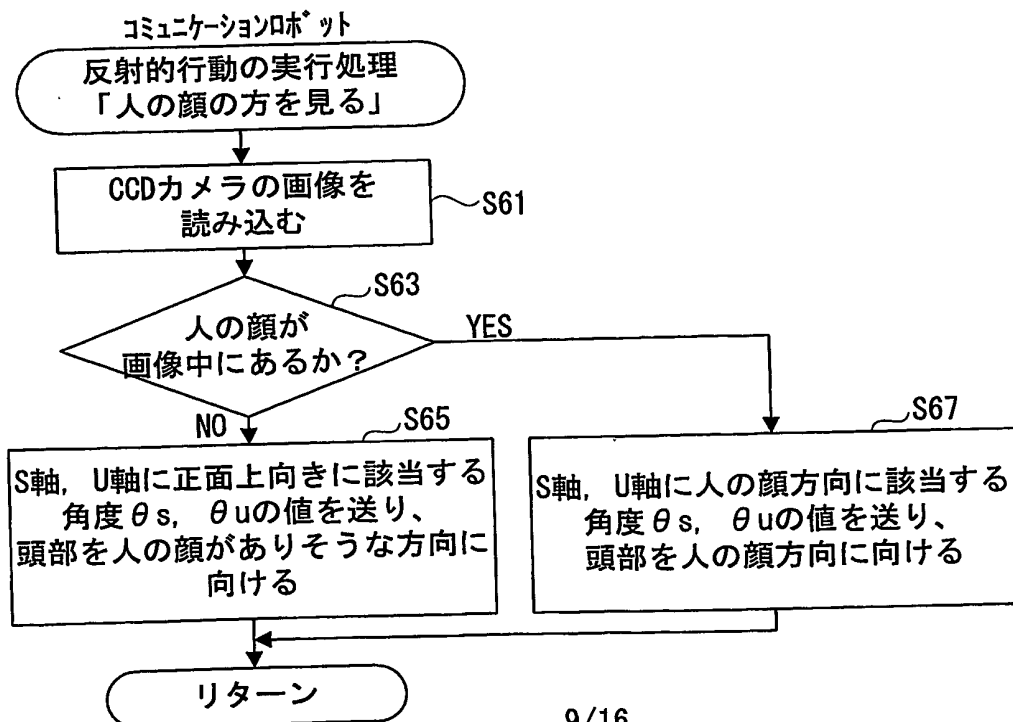 コミュニケーションロボット
反射的行動の実行処理
「人の顔の方を見る」
CCDカメラの画像を
読み込む
S61
S63
人の顔が
画像中にあるか？
YES
NO
S65
S軸, U軸に正面上向きに該当する
角度θs, θuの値を送り、
頭部を人の顔がありそうな方向に
向ける
S67
S軸, U軸に人の顔方向に該当する
角度θs, θuの値を送り、
頭部を人の顔方向に向ける
リターン
9/16